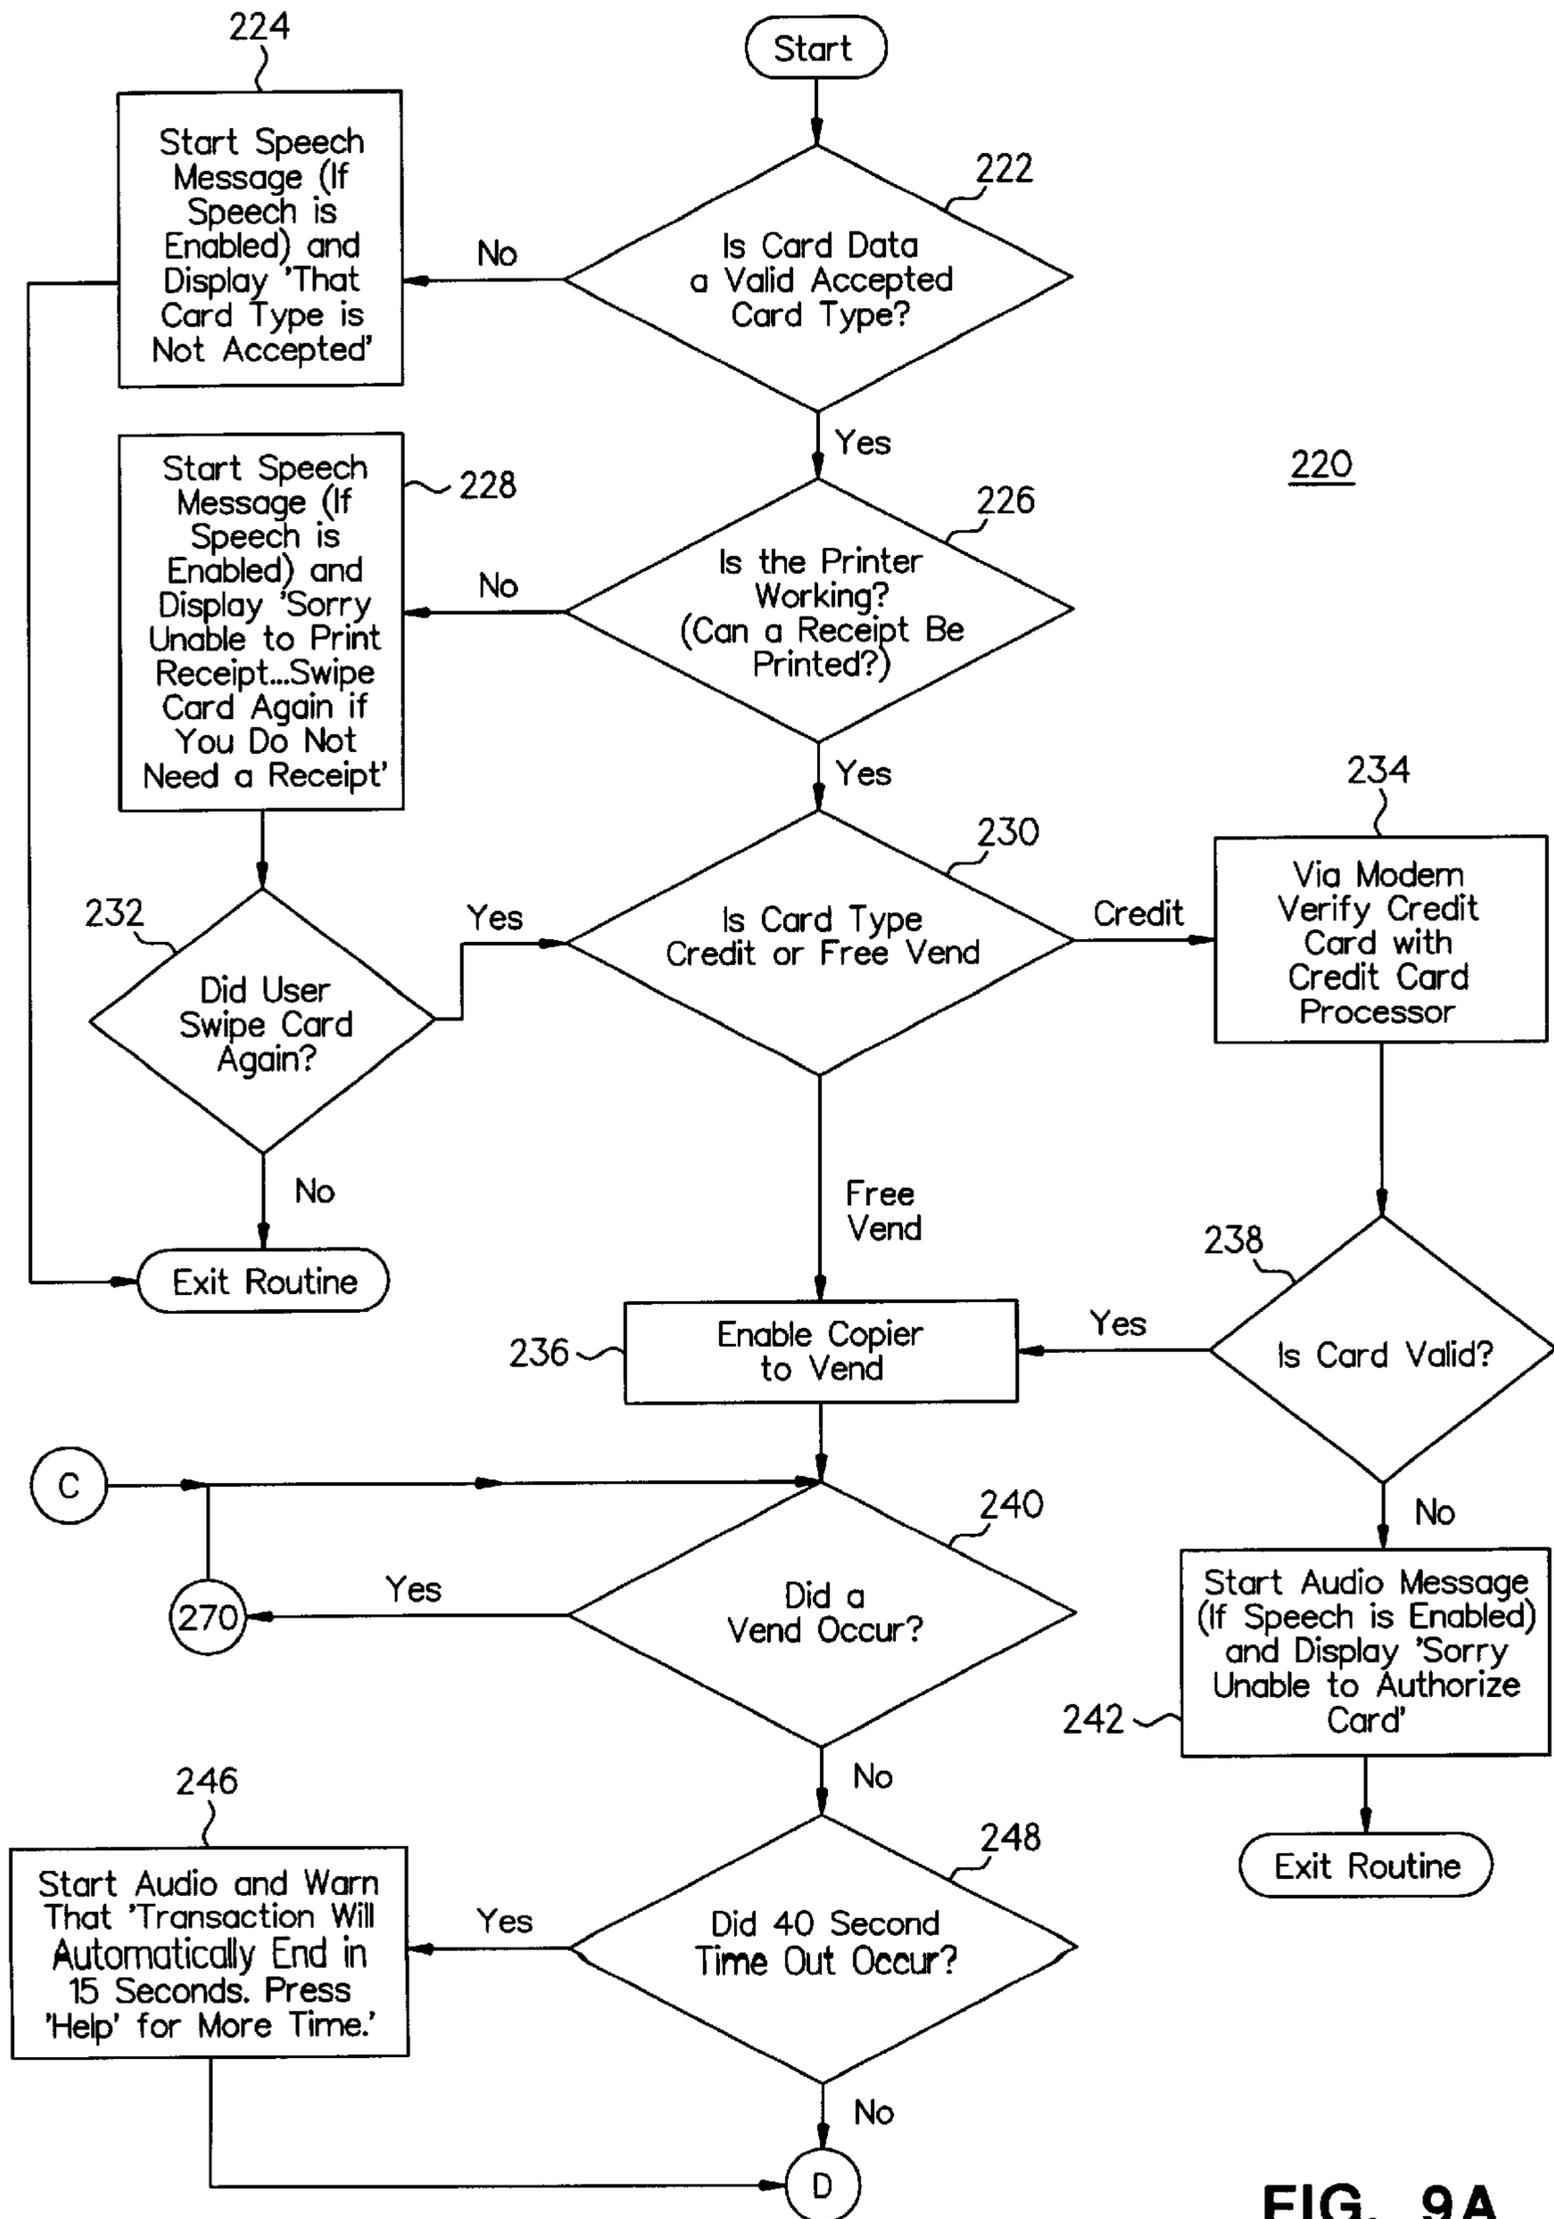 224
Start
Start Speech
Message (If
Speech is
Enabled) and
Display 'That
Card Type is
Not Accepted'
No
222
Is Card Data
a Valid Accepted
Card Type?
Yes
220
Start Speech
Message (If
Speech is
Enabled) and
Display 'Sorry
Unable to Print
Receipt...Swipe
Card Again if
You Do Not
Need a Receipt'
228
No
226
Is the Printer
Working?
(Can a Receipt Be
Printed?)
Yes
232
Did User
Swipe Card
Again?
Yes
No
Exit Routine
230
Is Card Type
Credit or Free Vend
Credit
Free
Vend
234
Via Modem
Verify Credit
Card with
Credit Card
Processor
238
Is Card Valid?
Yes
236
Enable Copier
to Vend
No
C
270
Yes
240
Did a
Vend Occur?
No
242
Start Audio Message
(If Speech is Enabled)
and Display 'Sorry
Unable to Authorize
Card'
Exit Routine
246
Start Audio and Warn
That 'Transaction Will
Automatically End in
15 Seconds. Press
'Help' for More Time.'
Yes
248
Did 40 Second
Time Out Occur?
No
D
FIG. 9A